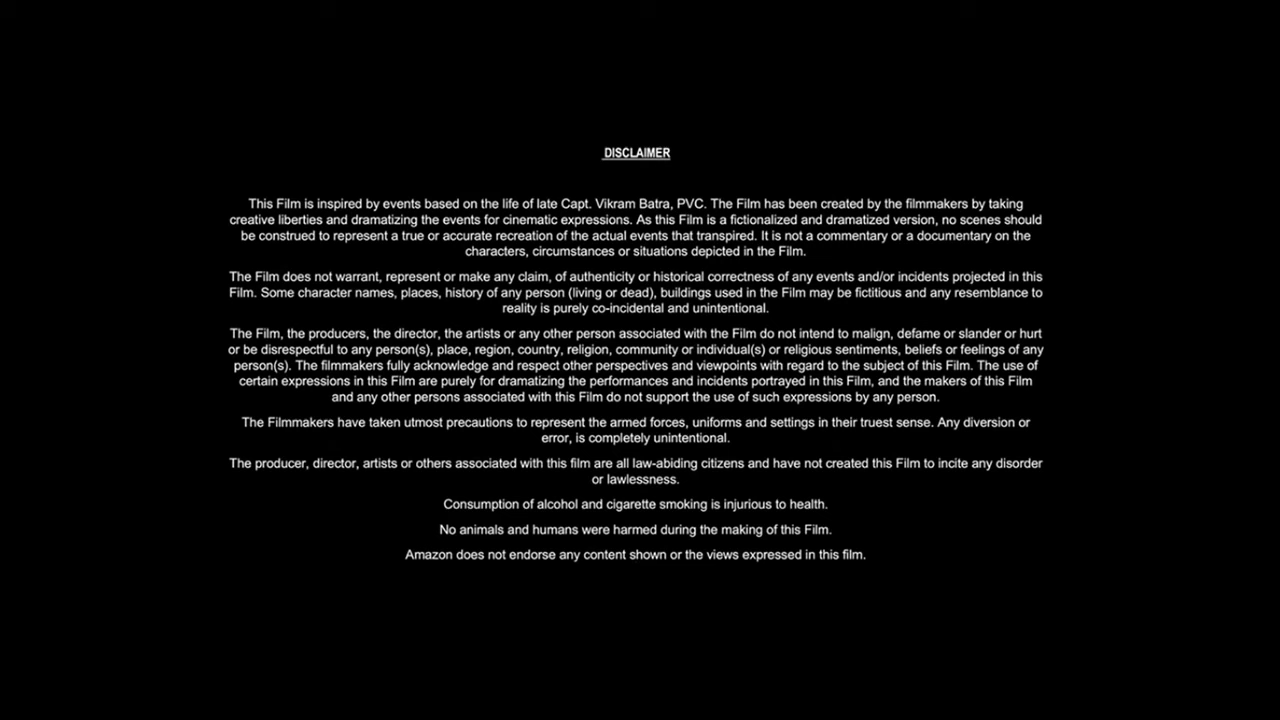 DISCLAIMER
This Film is inspired by events based on the life of late Capt. Vikram Batra, PVC. The Film has been created by the filmmakers by taking
creative liberties and dramatizing the events for cinematic expressions. As this Film is a fictionalized and dramatized version, no scenes should
be construed to represent a true or accurate recreation of the actual events that transpired. It is not a commentary or a documentary on the
characters, circumstances or situations depicted in the Film.
The Film does not warrant, represent or make any claim, of authenticity or historical correctness of any events and/or incidents projected in this
Film. Some character names, places, history of any person (living or dead), buildings used in the Film may be fictitious and any resemblance to
reality is purely co-incidental and unintentional.
The Film, the producers, the director, the artists or any other person associated with the Film do not intend to malign, defame or slander or hurt
or be disrespectful to any person(s), place, region, country, religion, community or individual(s) or religious sentiments, beliefs or feelings of any
person(s). The filmmakers fully acknowledge and respect other perspectives and viewpoints with regard to the subject of this Film. The use of
certain expressions in this Film are purely for dramatizing the performances and incidents portrayed in this Film, and the makers of this Film
and any other persons associated with this Film do not support the use of such expressions by any person.
The Filmmakers have taken utmost precautions to represent the armed forces, uniforms and settings in their truest sense. Any diversion or
error, is completely unintentional.
The producer, director, artists or others associated with this film are all law-abiding citizens and have not created this Film to incite any disorder
or lawlessness.
Consumption of alcohol and cigarette smoking is injurious to health.
No animals and humans were harmed during the making of this Film.
Amazon does not endorse any content shown or the views expressed in this film.